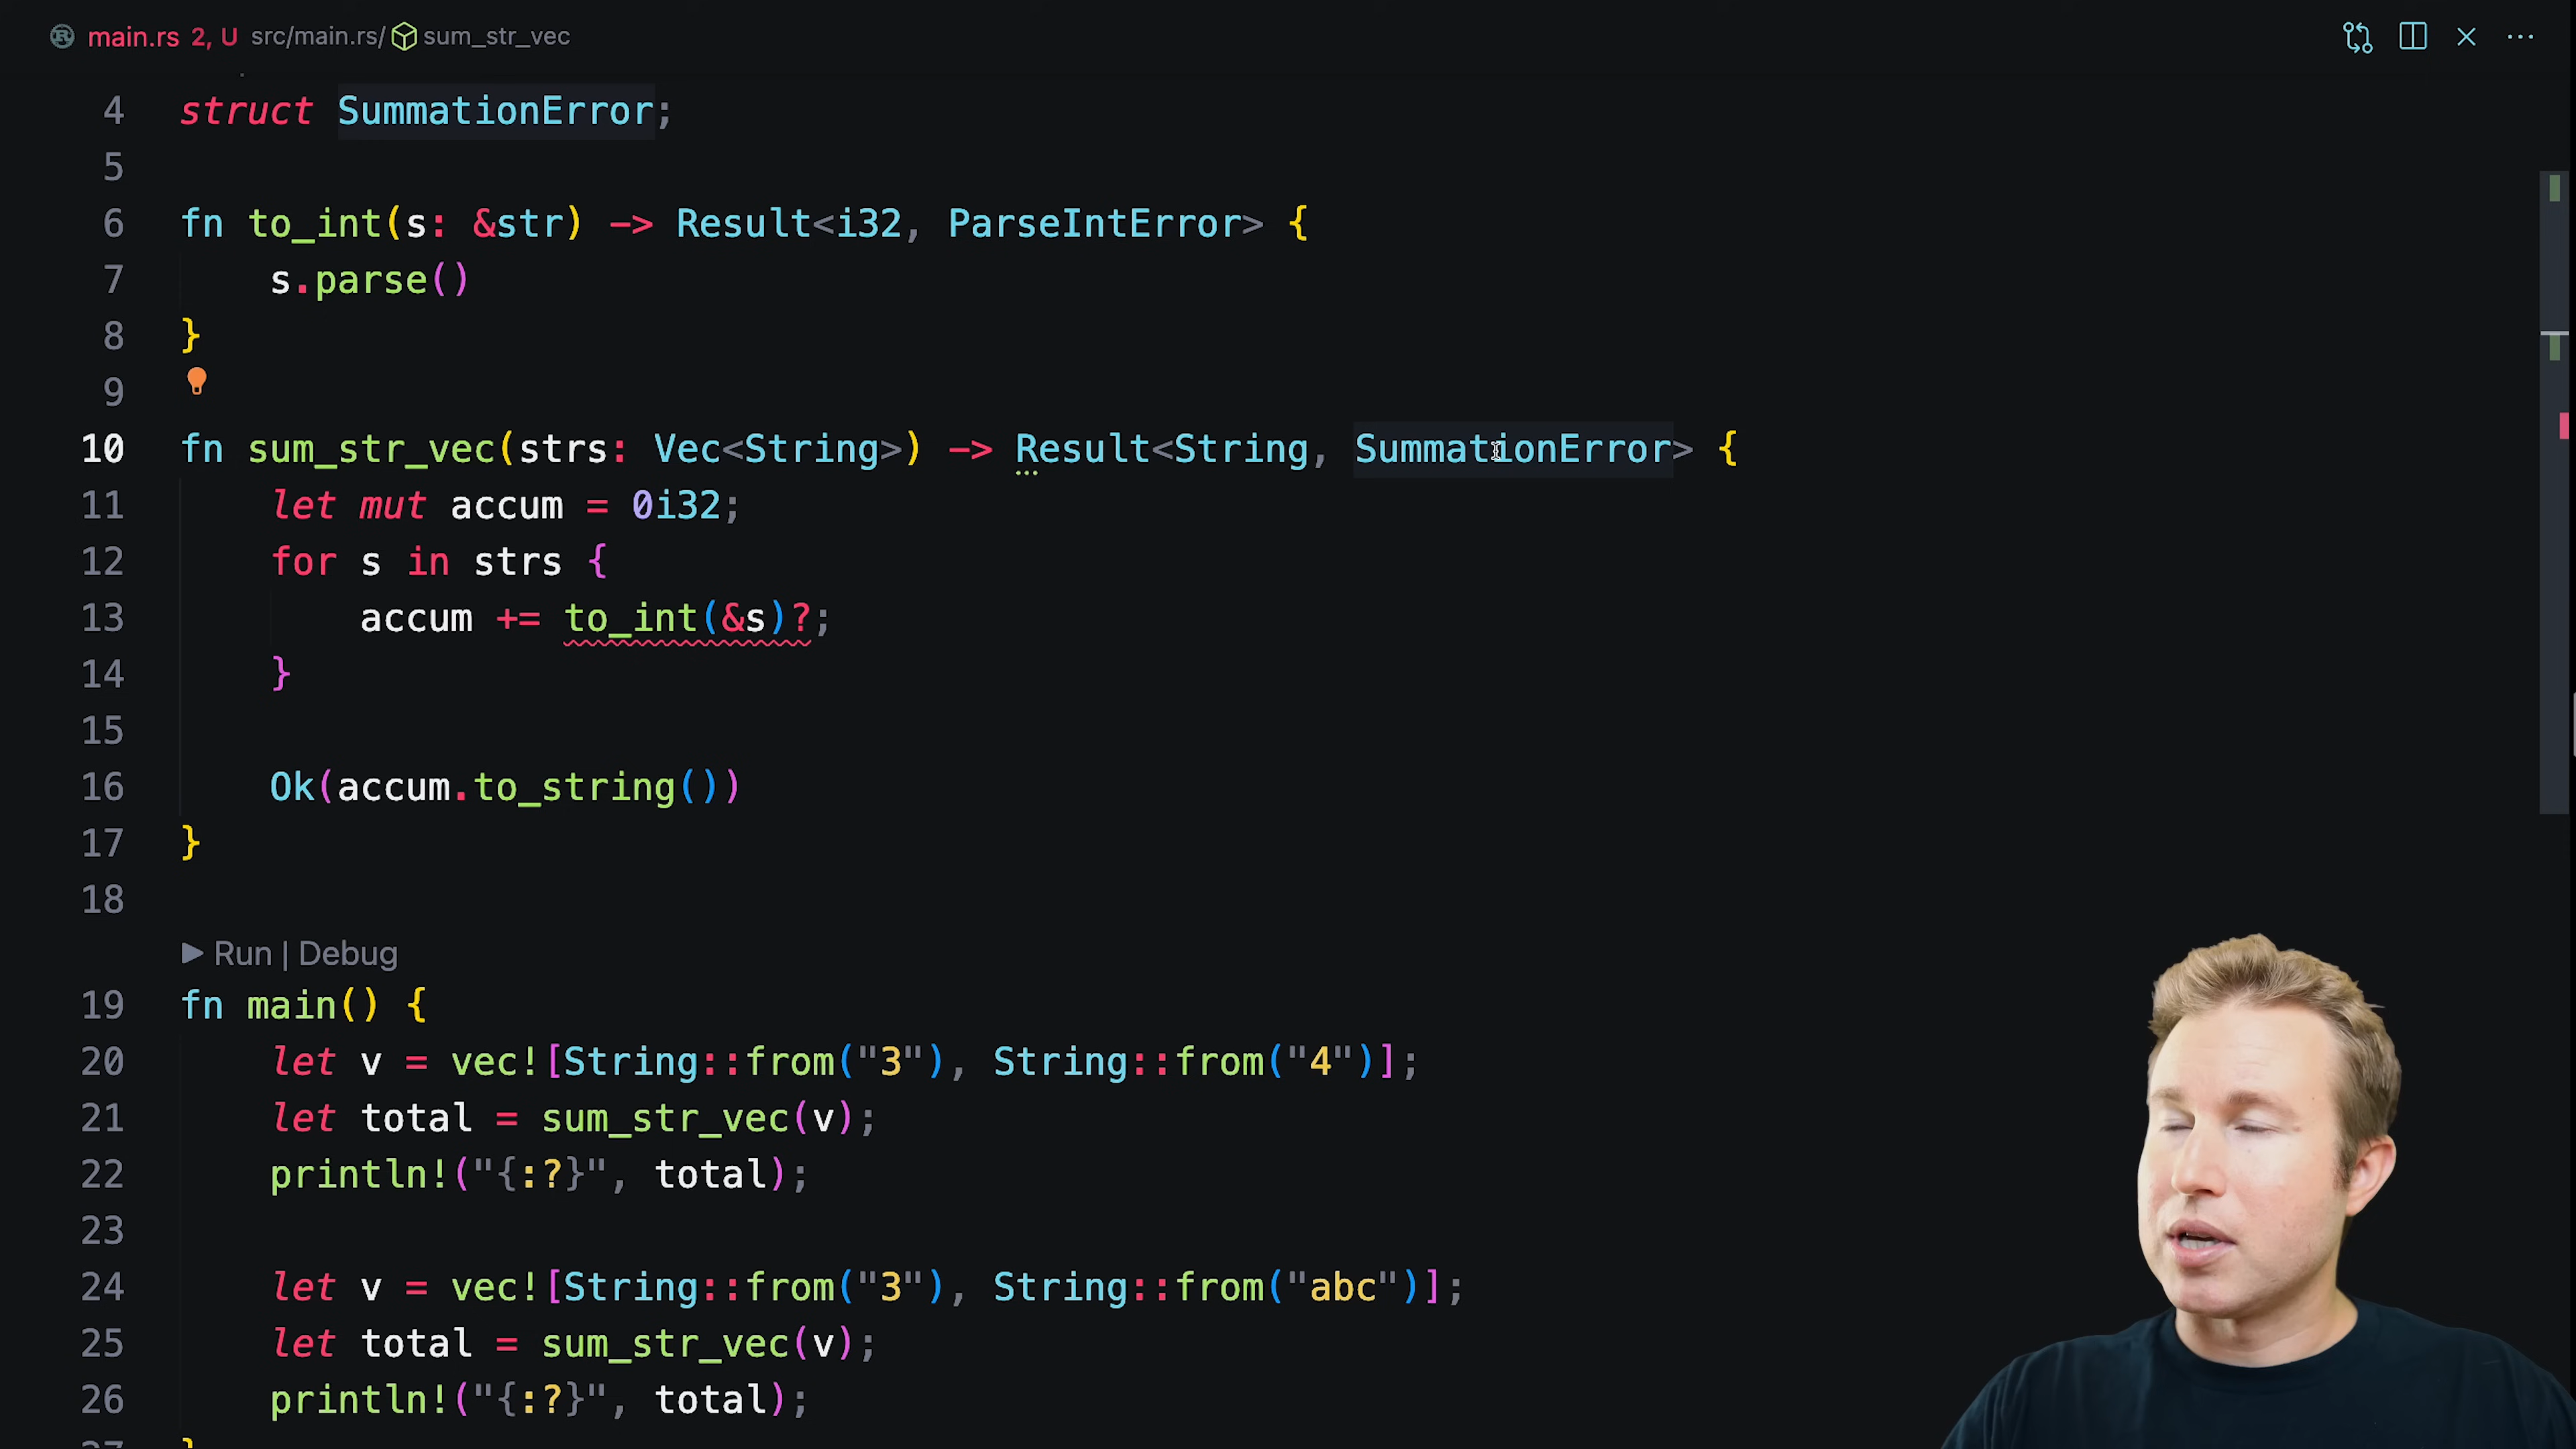 main.rs 2, U src/main.rs/ sum_str_vec
4 struct SummationError;
5
6 fn to_int(s: &str) -> Result<i32, ParseIntError> {
7 s.parse()
8 }
9
10 fn sum_str_vec(strs: Vec<String>) -> Result<String, SummationError> {
11 let mut accum = 0i32;
12 for s in strs {
13 accum += to_int(&s)?;
14 }
15
16 Ok(accum.to_string())
17 }
18
Run | Debug
19 fn main() {
20 let v = vec![String::from("3"), String::from("4")];
21 let total = sum_str_vec(v);
22 println!("{:?}", total);
23
24 let v = vec![String::from("3"), String::from("abc")];
25 let total = sum_str_vec(v);
26 println!("{:?}", total);
27 }